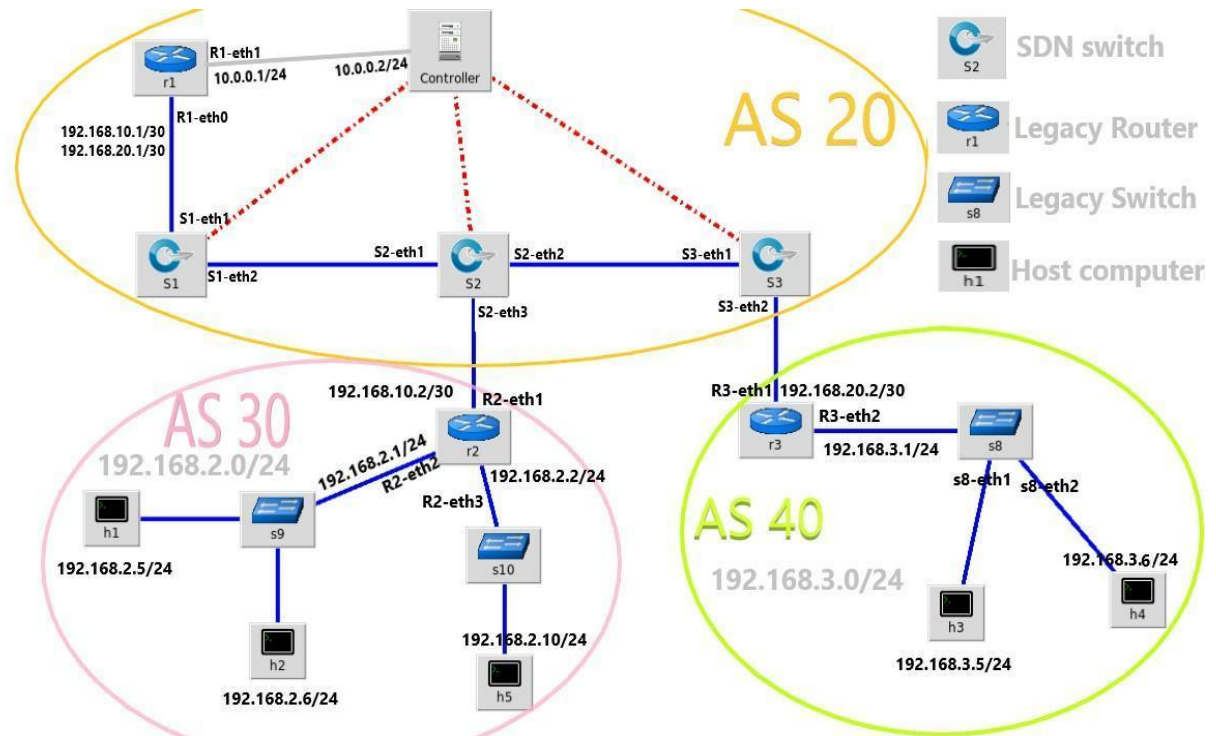 R1-eth1
10.0.0.1/24
10.0.0.2/24
r1
Controller
R1-eth0
192.168.10.1/30
192.168.20.1/30
AS 20
S1-eth1
S1-eth2
S1
S2-eth1
S2-eth2
S2
S2-eth3
S3-eth1
S3
S3-eth2
S2
SDN switch
r1
Legacy Router
s8
Legacy Switch
h1
Host computer
AS 30
192.168.2.0/24
192.168.10.2/30
R2-eth1
r2
192.168.2.1/24
R2-eth2
192.168.2.2/24
R2-eth3
h1
192.168.2.5/24
s9
s10
h2
192.168.2.6/24
192.168.2.10/24
h5
R3-eth1
192.168.20.2/30
R3-eth2
r3
192.168.3.1/24
s8
s8-eth1
s8-eth2
AS 40
192.168.3.0/24
192.168.3.6/24
h3
h4
192.168.3.5/24